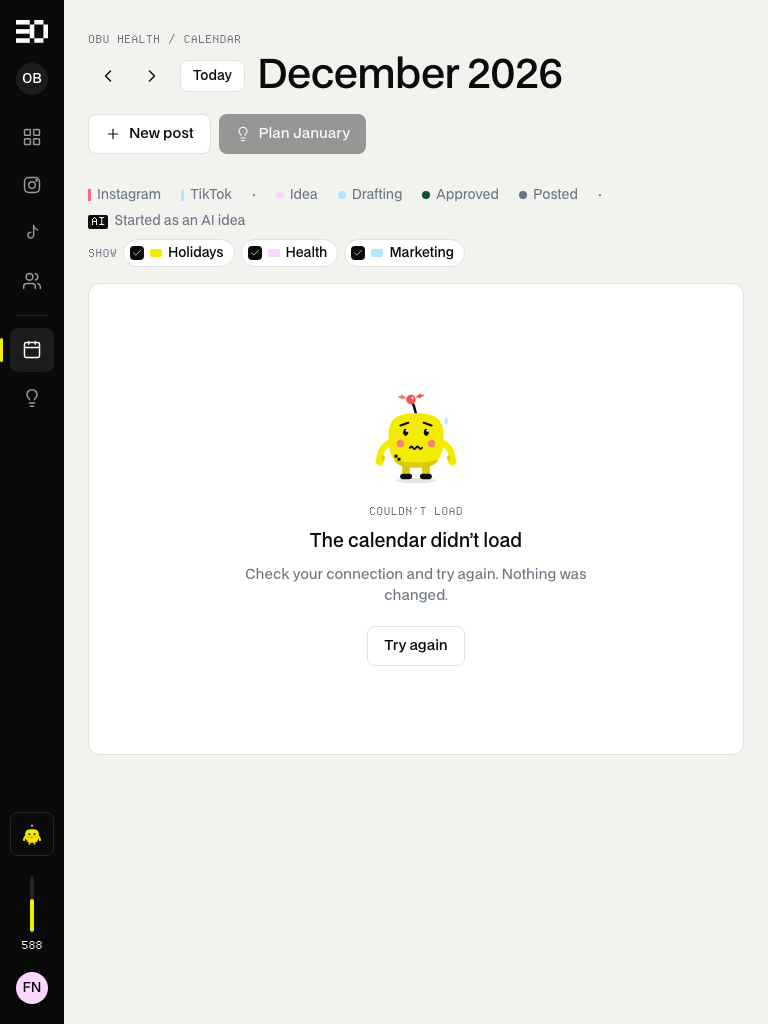 OBU HEALTH / CALENDAR
OB
Today
December 2026
New post
Plan January
Instagram TikTok · Idea Drafting Approved Posted ·
AI Started as an AI idea
SHOW Holidays Health Marketing
COULDN'T LOAD
The calendar didn’t load
Check your connection and try again. Nothing was
changed.
Try again
588
FN